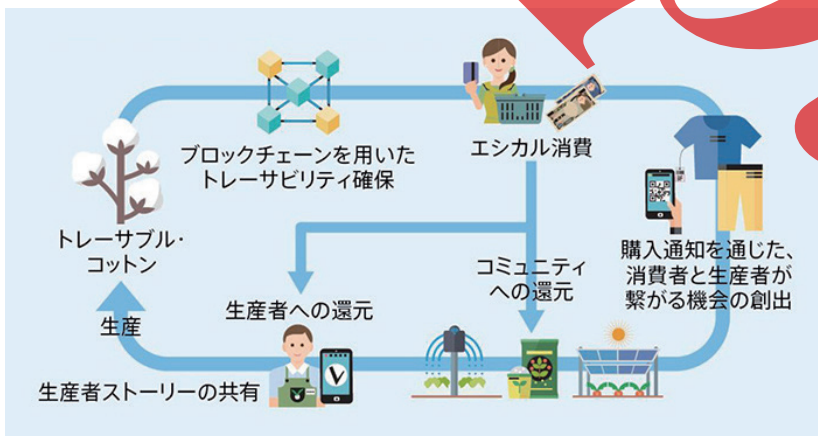 ブロックチェーンを用いた
トレーサビリティ確保
エシカル消費
トレーサブル・
コットン
購入通知を通じた、
消費者と生産者が
繋がる機会の創出
コミュニティ
への還元
生産者への還元
生産
生産者ストーリーの共有